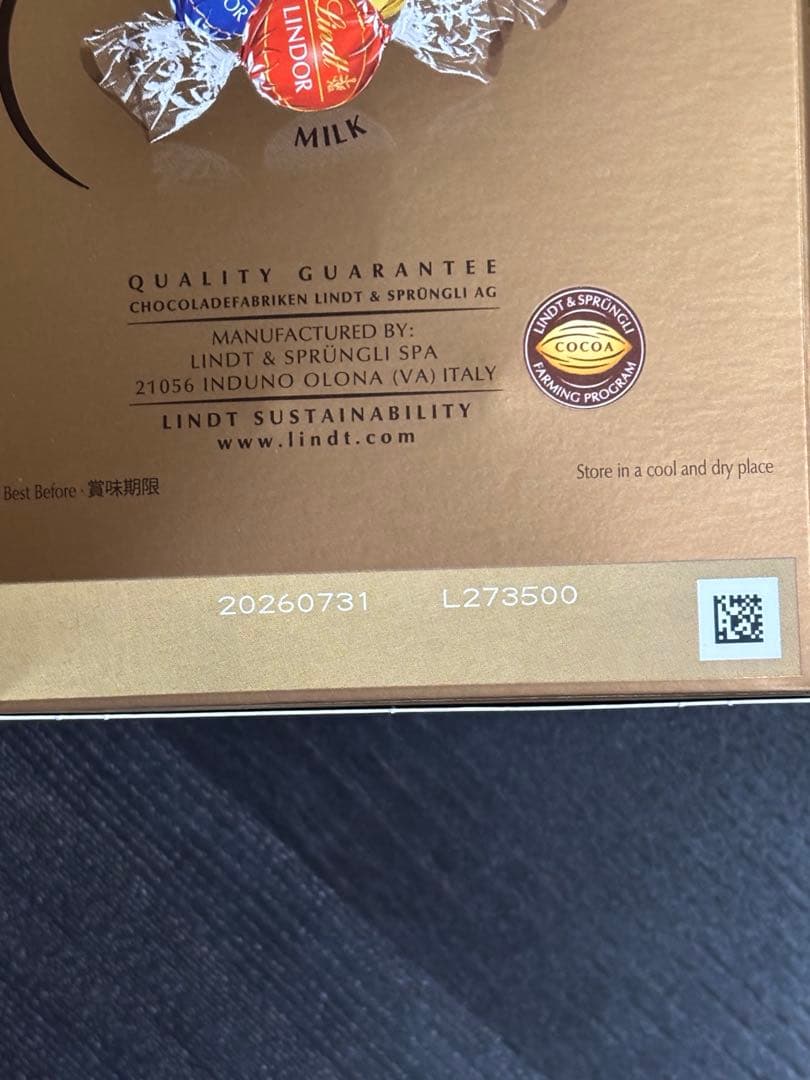 OR
Lindt
LINDOR
MILK
QUALITY GUARANTEE
CHOCOLADEFABRIKEN LINDT & SPRÜNGLI AG
MANUFACTURED BY:
LINDT & SPRÜNGLI SPA
21056 INDUNO OLONA (VA) ITALY
LINDT SUSTAINABILITY
www.lindt.com
LINDT & SPRÜNGLI
COCOA
FARMING PROGRAM
Best Before · 賞味期限
Store in a cool and dry place
20260731 L273500